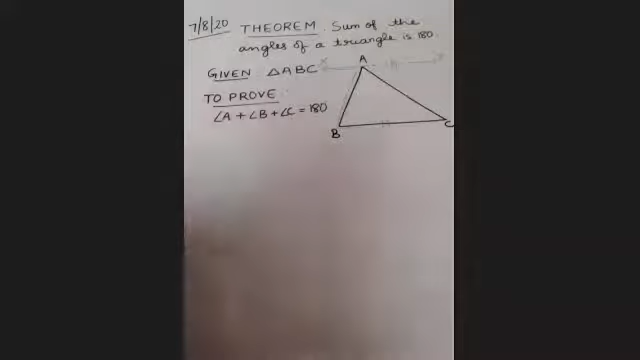 7/8/20 THEOREM. Sum of the
angles of a triangle is 180.
GIVEN △ABC
A
TO PROVE
∠A + ∠B + ∠C = 180
B
C